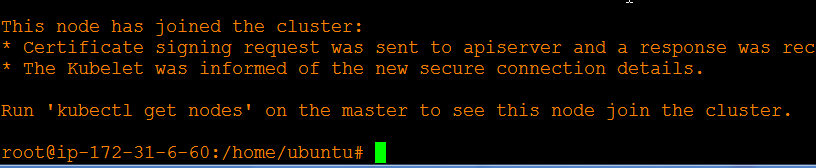 This node has joined the cluster:
* Certificate signing request was sent to apiserver and a response was rec
* The Kubelet was informed of the new secure connection details.
Run 'kubectl get nodes' on the master to see this node join the cluster.
root@ip-172-31-6-60:/home/ubuntu#